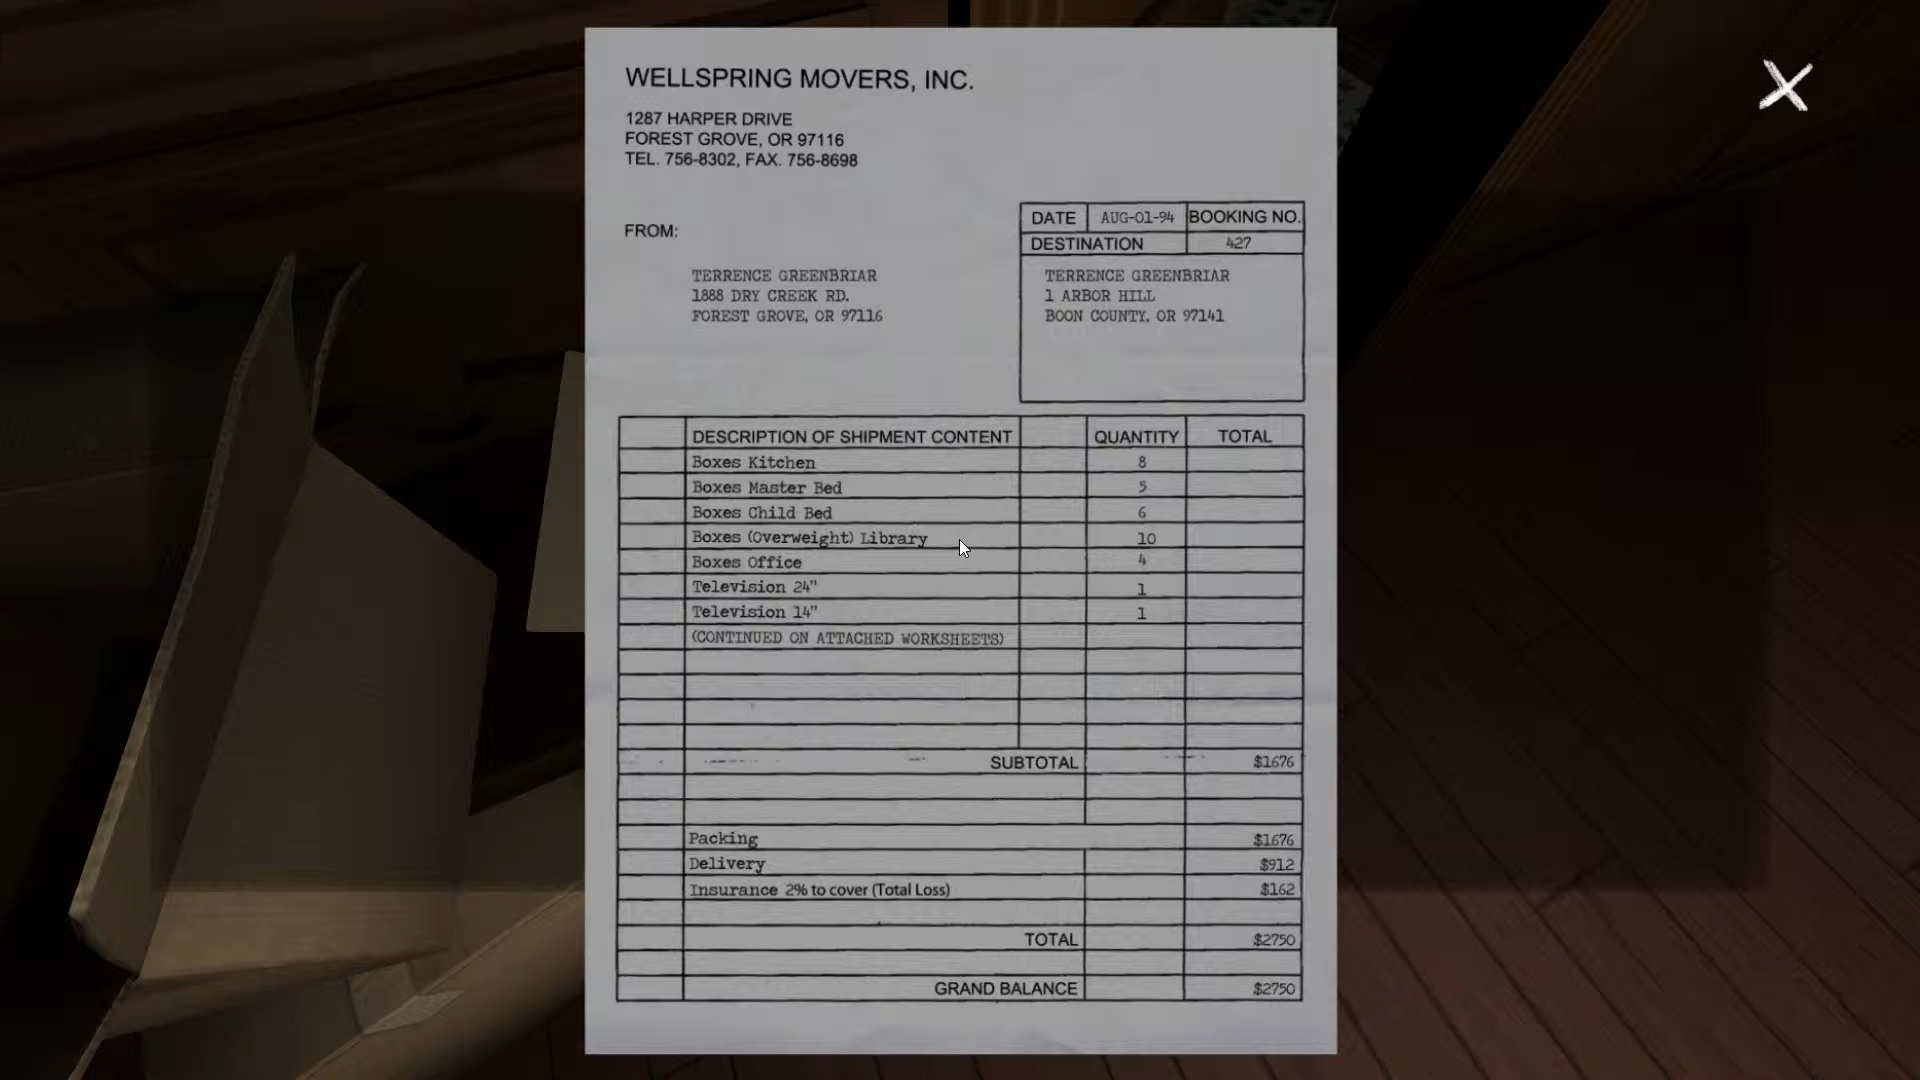 WELLSPRING MOVERS, INC.
1287 HARPER DRIVE
FOREST GROVE, OR 97116
TEL. 756-8302, FAX. 756-8698
DATE AUG-01-94 BOOKING NO.
DESTINATION 427
FROM:
TERRENCE GREENBRIAR
1888 DRY CREEK RD.
FOREST GROVE, OR 97116
TERRENCE GREENBRIAR
1 ARBOR HILL
BOON COUNTY, OR 97141
DESCRIPTION OF SHIPMENT CONTENT QUANTITY TOTAL
Boxes Kitchen 8
Boxes Master Bed 5
Boxes Child Bed 6
Boxes (Overweight) Library 10
Boxes Office 4
Television 24" 1
Television 14" 1
(CONTINUED ON ATTACHED WORKSHEETS)
SUBTOTAL $1676
Packing $1676
Delivery $912
Insurance 2% to cover (Total Loss) $162
TOTAL $2750
GRAND BALANCE $2750